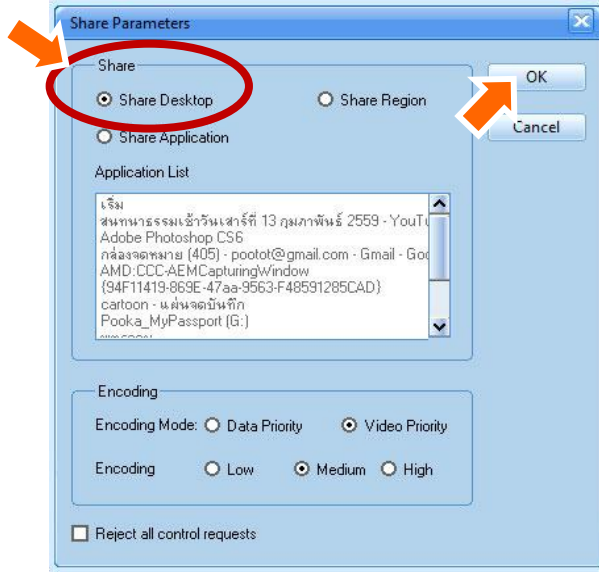 Share Parameters
Share
Share Desktop
Share Region
Share Application
Application List
เริ่ม
สนทนาธรรมเช้าวันเสาร์ที่ 13 กุมภาพันธ์ 2559 - YouTu
Adobe Photoshop CS6
กล่องจดหมาย (405) - pootot@gmail.com - Gmail - Goo
AMD:CCC-AEMCapturingWindow
{94F11419-869E-47aa-9563-F48591285CAD}
cartoon - แผ่นจดบันทึก
Pooka_MyPassport (G:)
OK
Cancel
Encoding
Encoding Mode: Data Priority Video Priority
Encoding Low Medium High
Reject all control requests